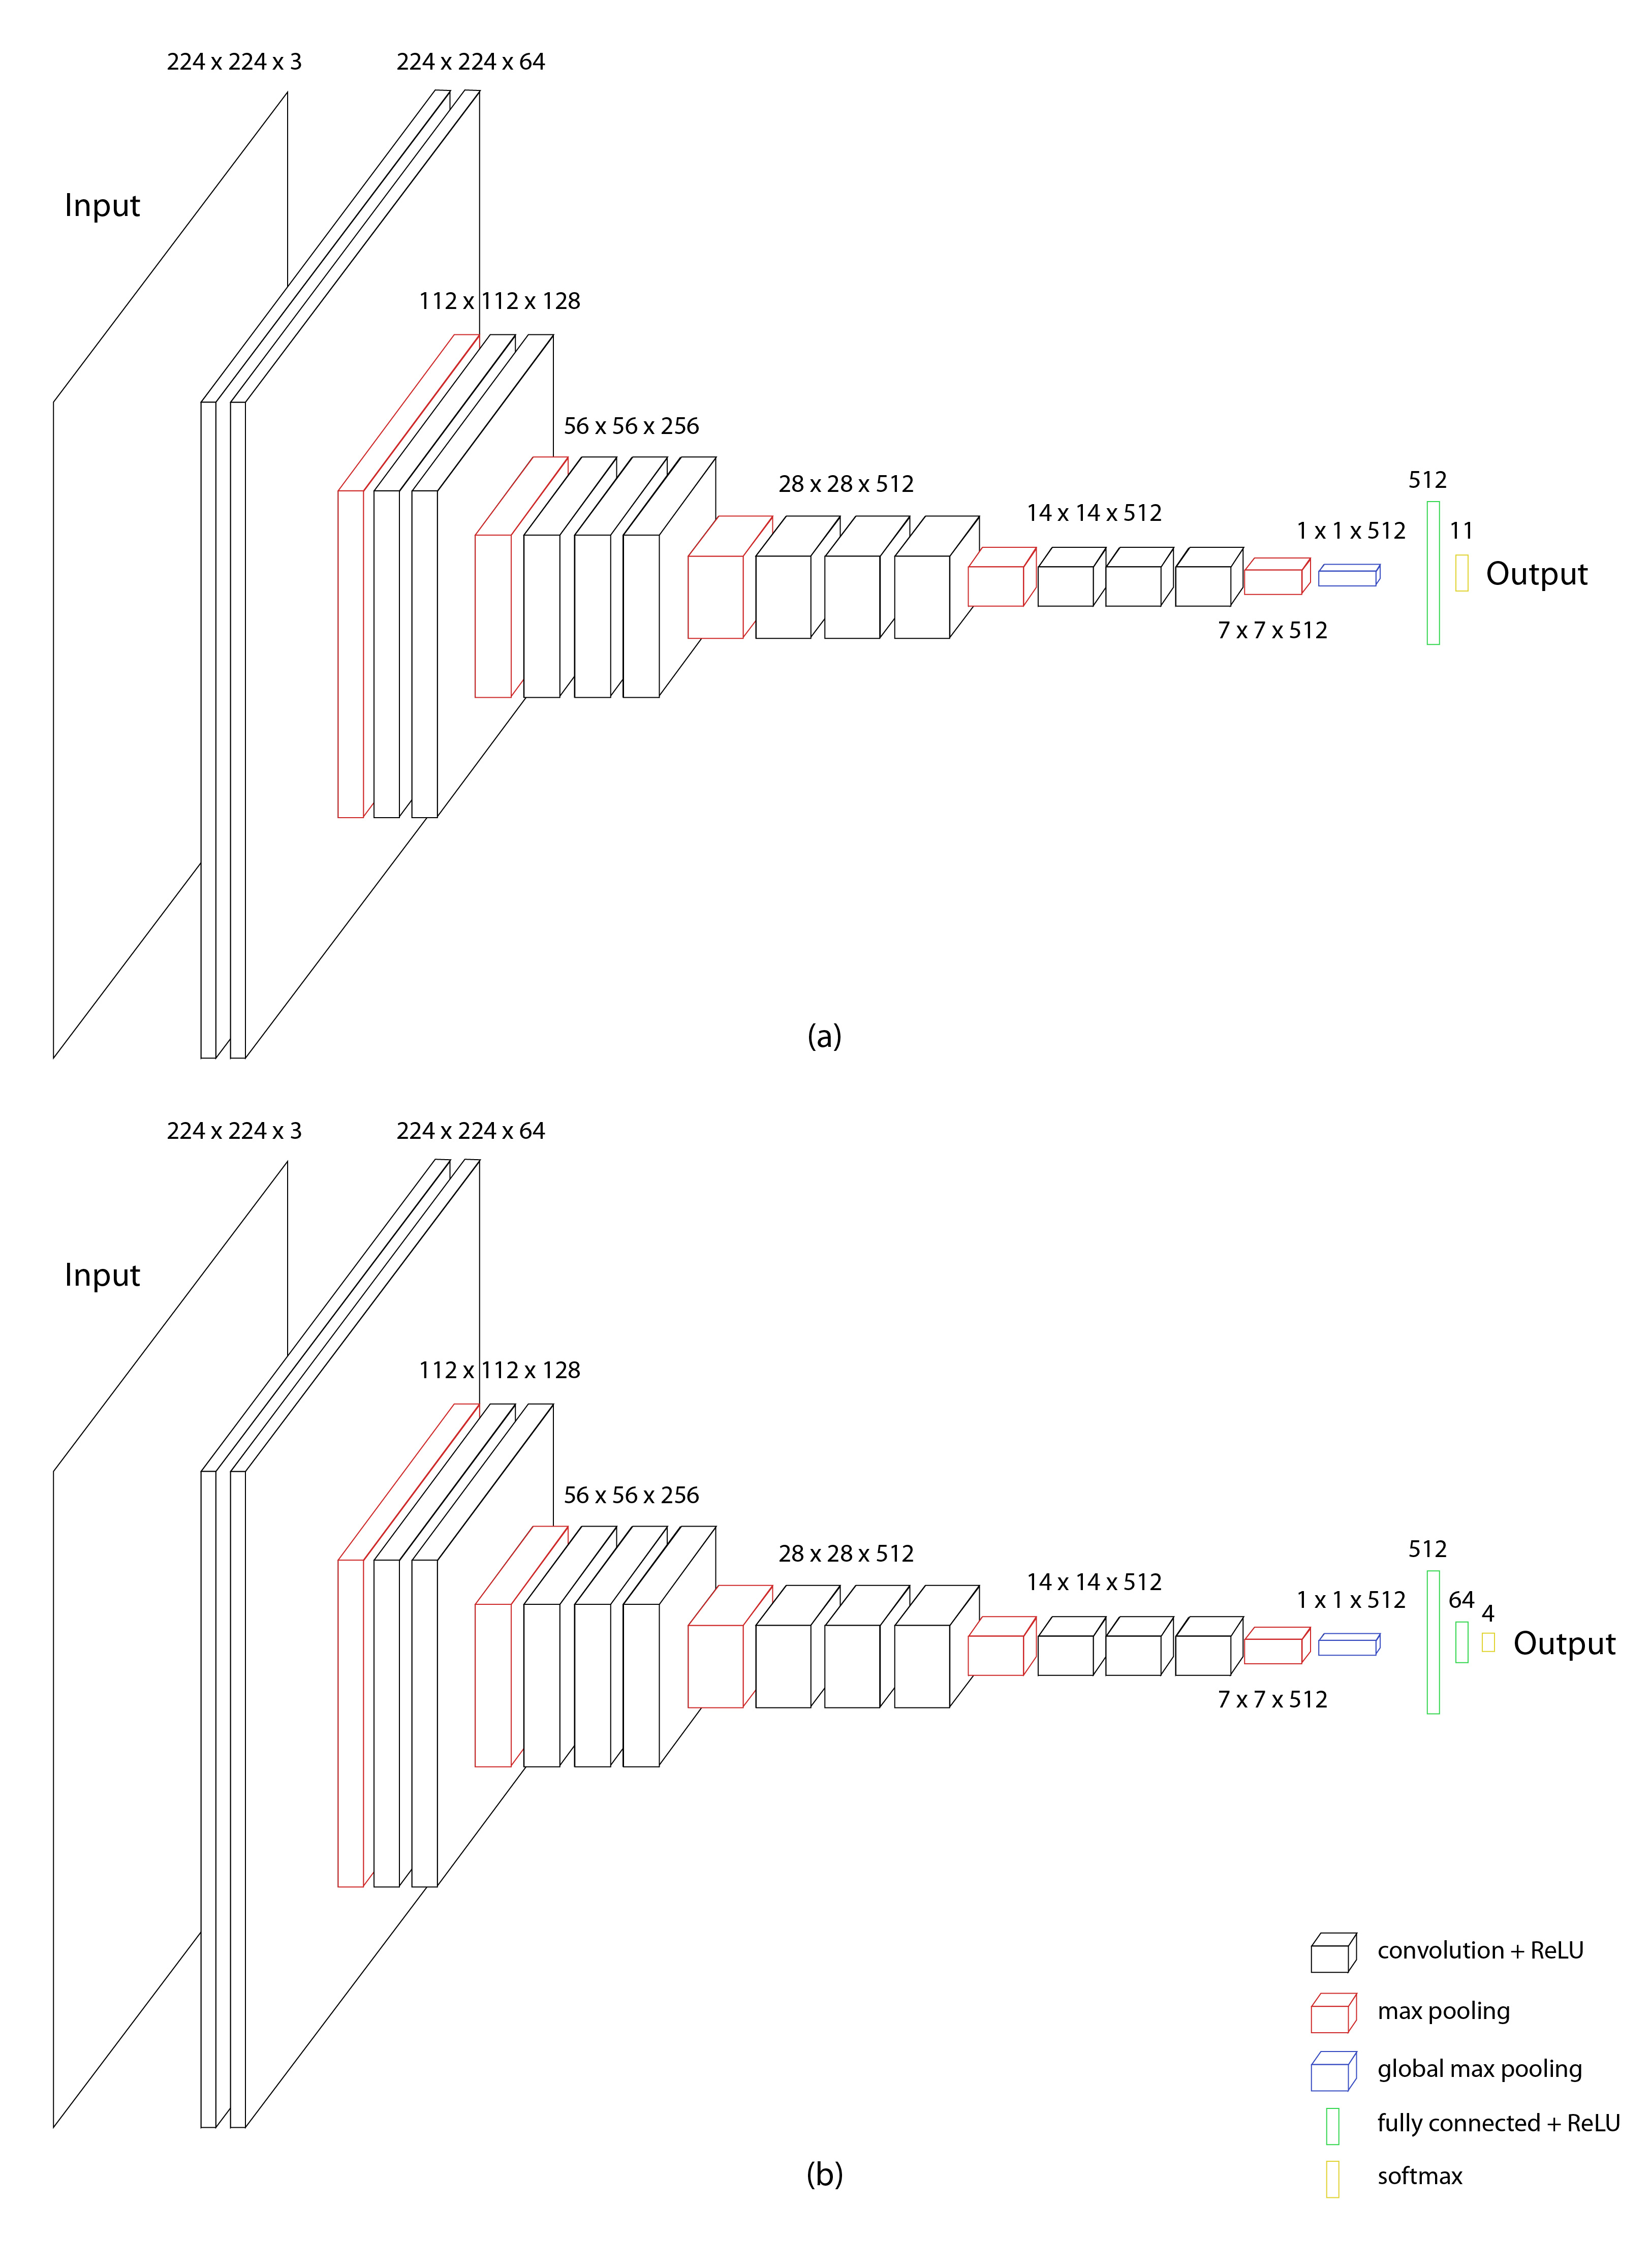 224 x 224 x 3
224 x 224 x 64
Input
112 x 112 x 128
56 x 56 x 256
28 x 28 x 512
14 x 14 x 512
7 x 7 x 512
1 x 1 x 512
512
11
Output
(a)
224 x 224 x 3
224 x 224 x 64
Input
112 x 112 x 128
56 x 56 x 256
28 x 28 x 512
14 x 14 x 512
7 x 7 x 512
1 x 1 x 512
512
64
4
Output
convolution + ReLU
max pooling
global max pooling
fully connected + ReLU
softmax
(b)